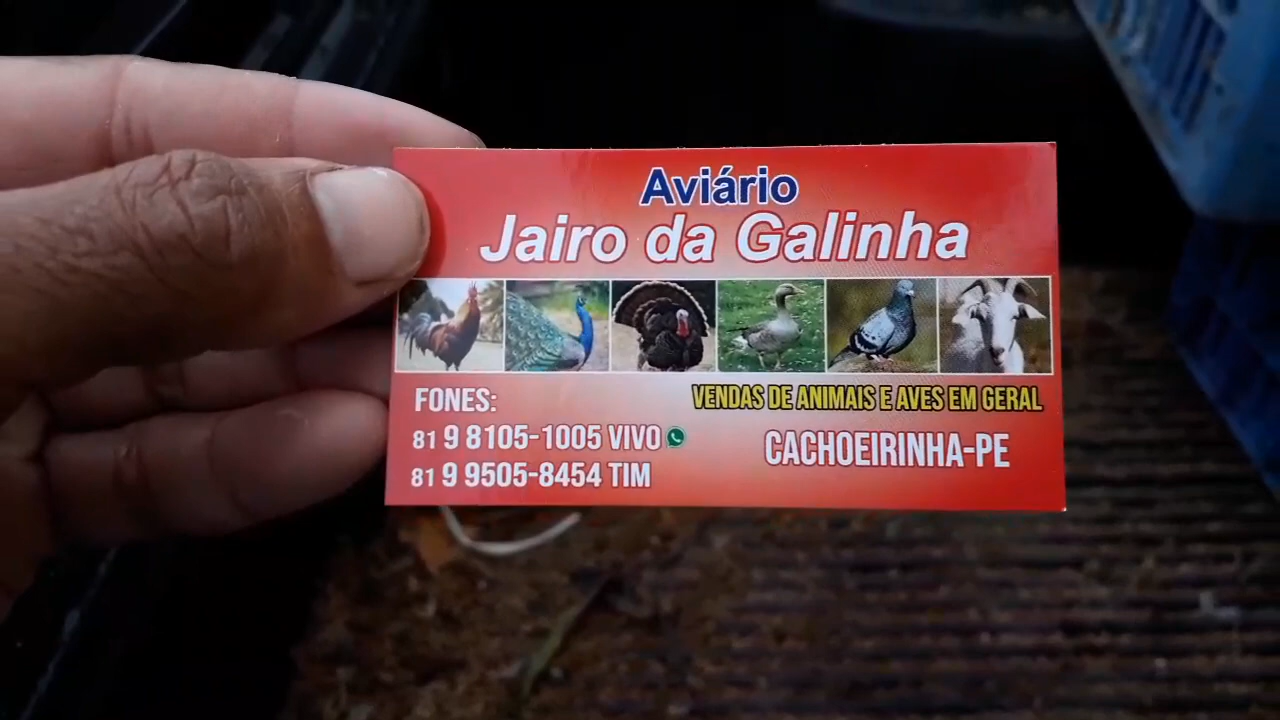 Aviário
Jairo da Galinha
FONES:
81 9 8105-1005 VIVO
81 9 9505-8454 TIM
VENDAS DE ANIMAIS E AVES EM GERAL
CACHOEIRINHA-PE